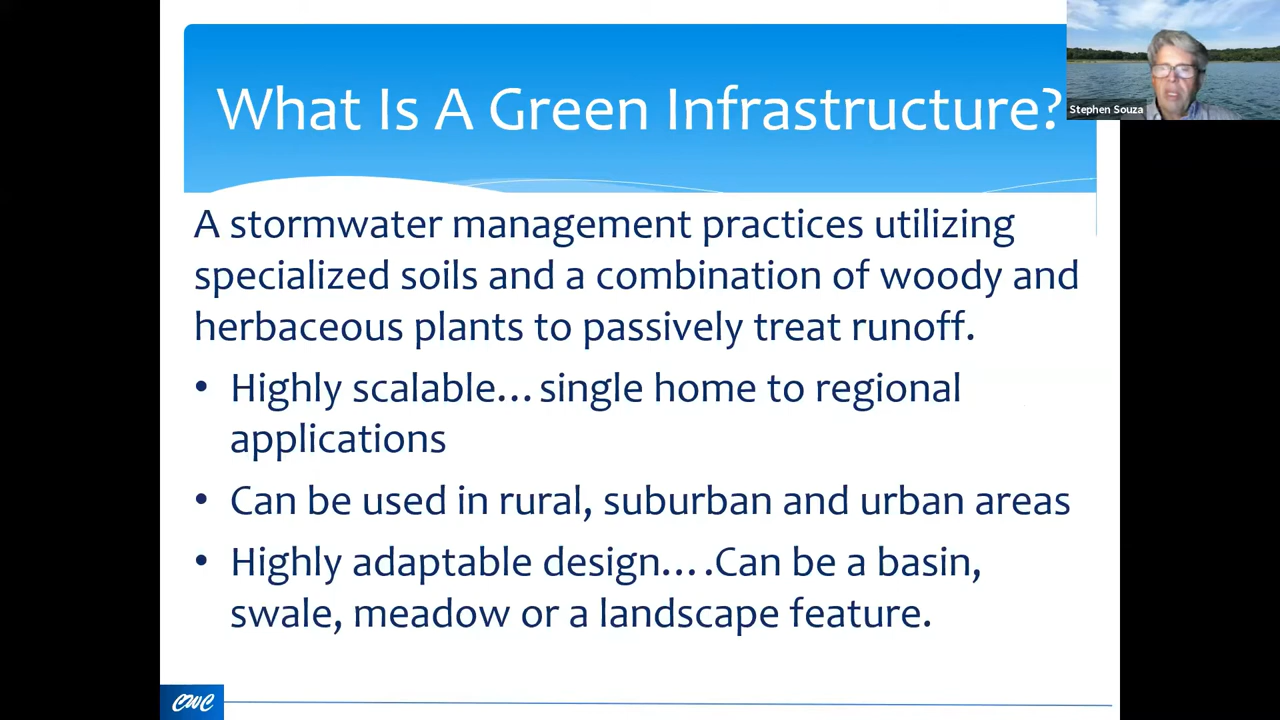 What Is A Green Infrastructure?
Stephen Souza
A stormwater management practices utilizing
specialized soils and a combination of woody and
herbaceous plants to passively treat runoff.
• Highly scalable…single home to regional
applications
• Can be used in rural, suburban and urban areas
• Highly adaptable design….Can be a basin,
swale, meadow or a landscape feature.
CWC